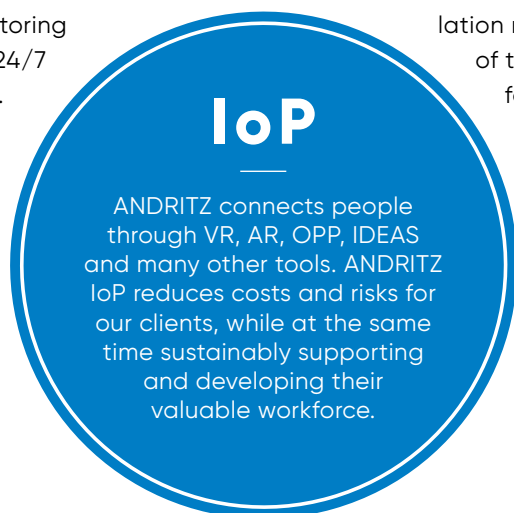 toring
24/7
.
lation
of t
IoP
ANDRITZ connects people
through VR, AR, OPP, IDEAS
and many other tools. ANDRITZ
IoP reduces costs and risks for
our clients, while at the same
time sustainably supporting
and developing their
valuable workforce.